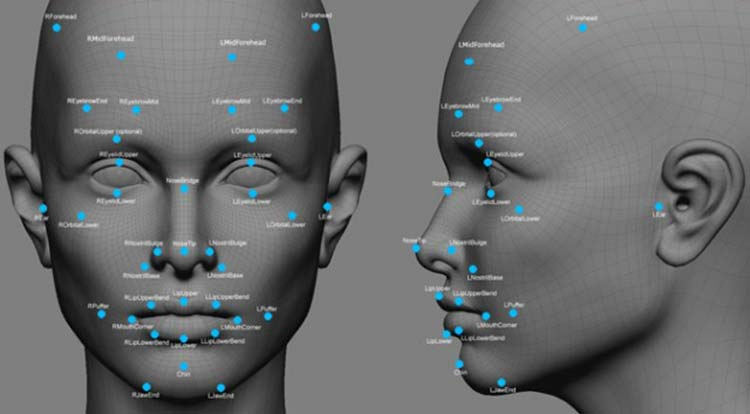 RForehead
LForehead
RMidForehead
LMidForehead
REyebrowEnd
REyebrowMid
LEyebrowMid
LEyebrowEnd
ROrbitalUpper(optional)
LOrbitalUpper(optional)
REyelidUpper
LEyelidUpper
NoseBridge
REyelidLower
LEyelidLower
REar
ROrbitalLower
LOrbitalLower
LEar
RNostrilBulge
NoseTip
LNostrilBulge
RNostrilBase
LNostrilBase
LipUpper
RLipUpperBend
LLipUpperBend
RPuffer
LPuffer
RMouthCorner
LMouthCorner
RLipLowerBend
LipLower
LLipLowerBend
Chin
RJawEnd
LJawEnd
LForehead
LMidForehead
LEyebrowMid
LEyebrowEnd
LOrbitalUpper(optional)
LEyelidUpper
NoseBridge
LEyelidLower
LOrbitalLower
LEar
NoseTip
LNostrilBulge
LNostrilBase
LipUpper
LLipUpperBend
LPuffer
LMouthCorner
LipLower
LLipLowerBend
Chin
LJawEnd